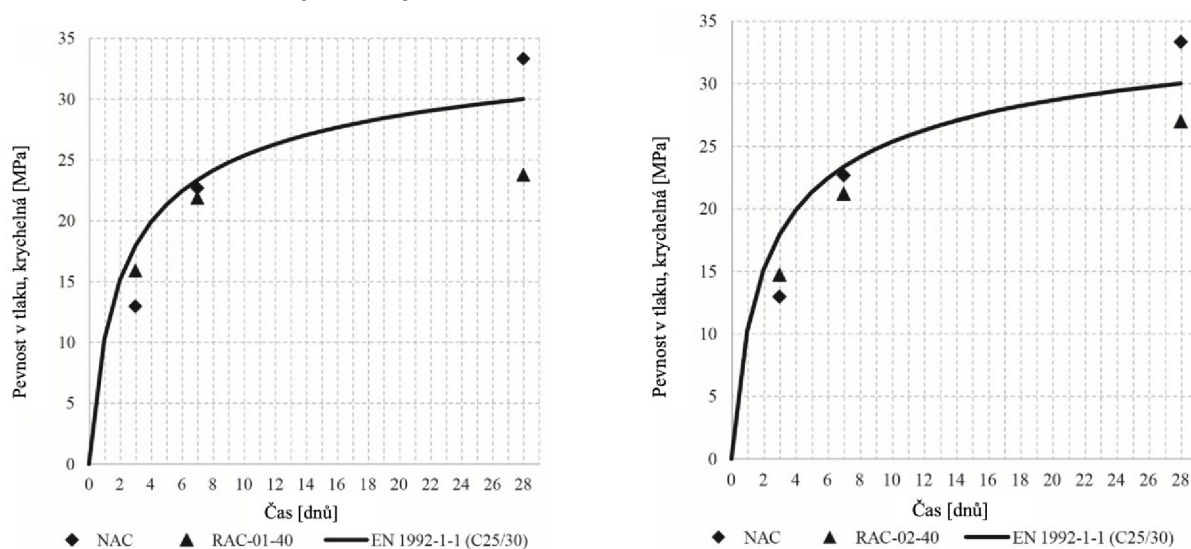 Pevnost v tlaku, krychelná [MPa]
35
30
25
20
15
10
5
0
0 2 4 6 8 10 12 14 16 18 20 22 24 26 28
Čas [dnů]
NAC RAC-01-40 EN 1992-1-1 (C25/30)
Pevnost v tlaku, krychelná [MPa]
35
30
25
20
15
10
5
0
0 2 4 6 8 10 12 14 16 18 20 22 24 26 28
Čas [dnů]
NAC RAC-02-40 EN 1992-1-1 (C25/30)